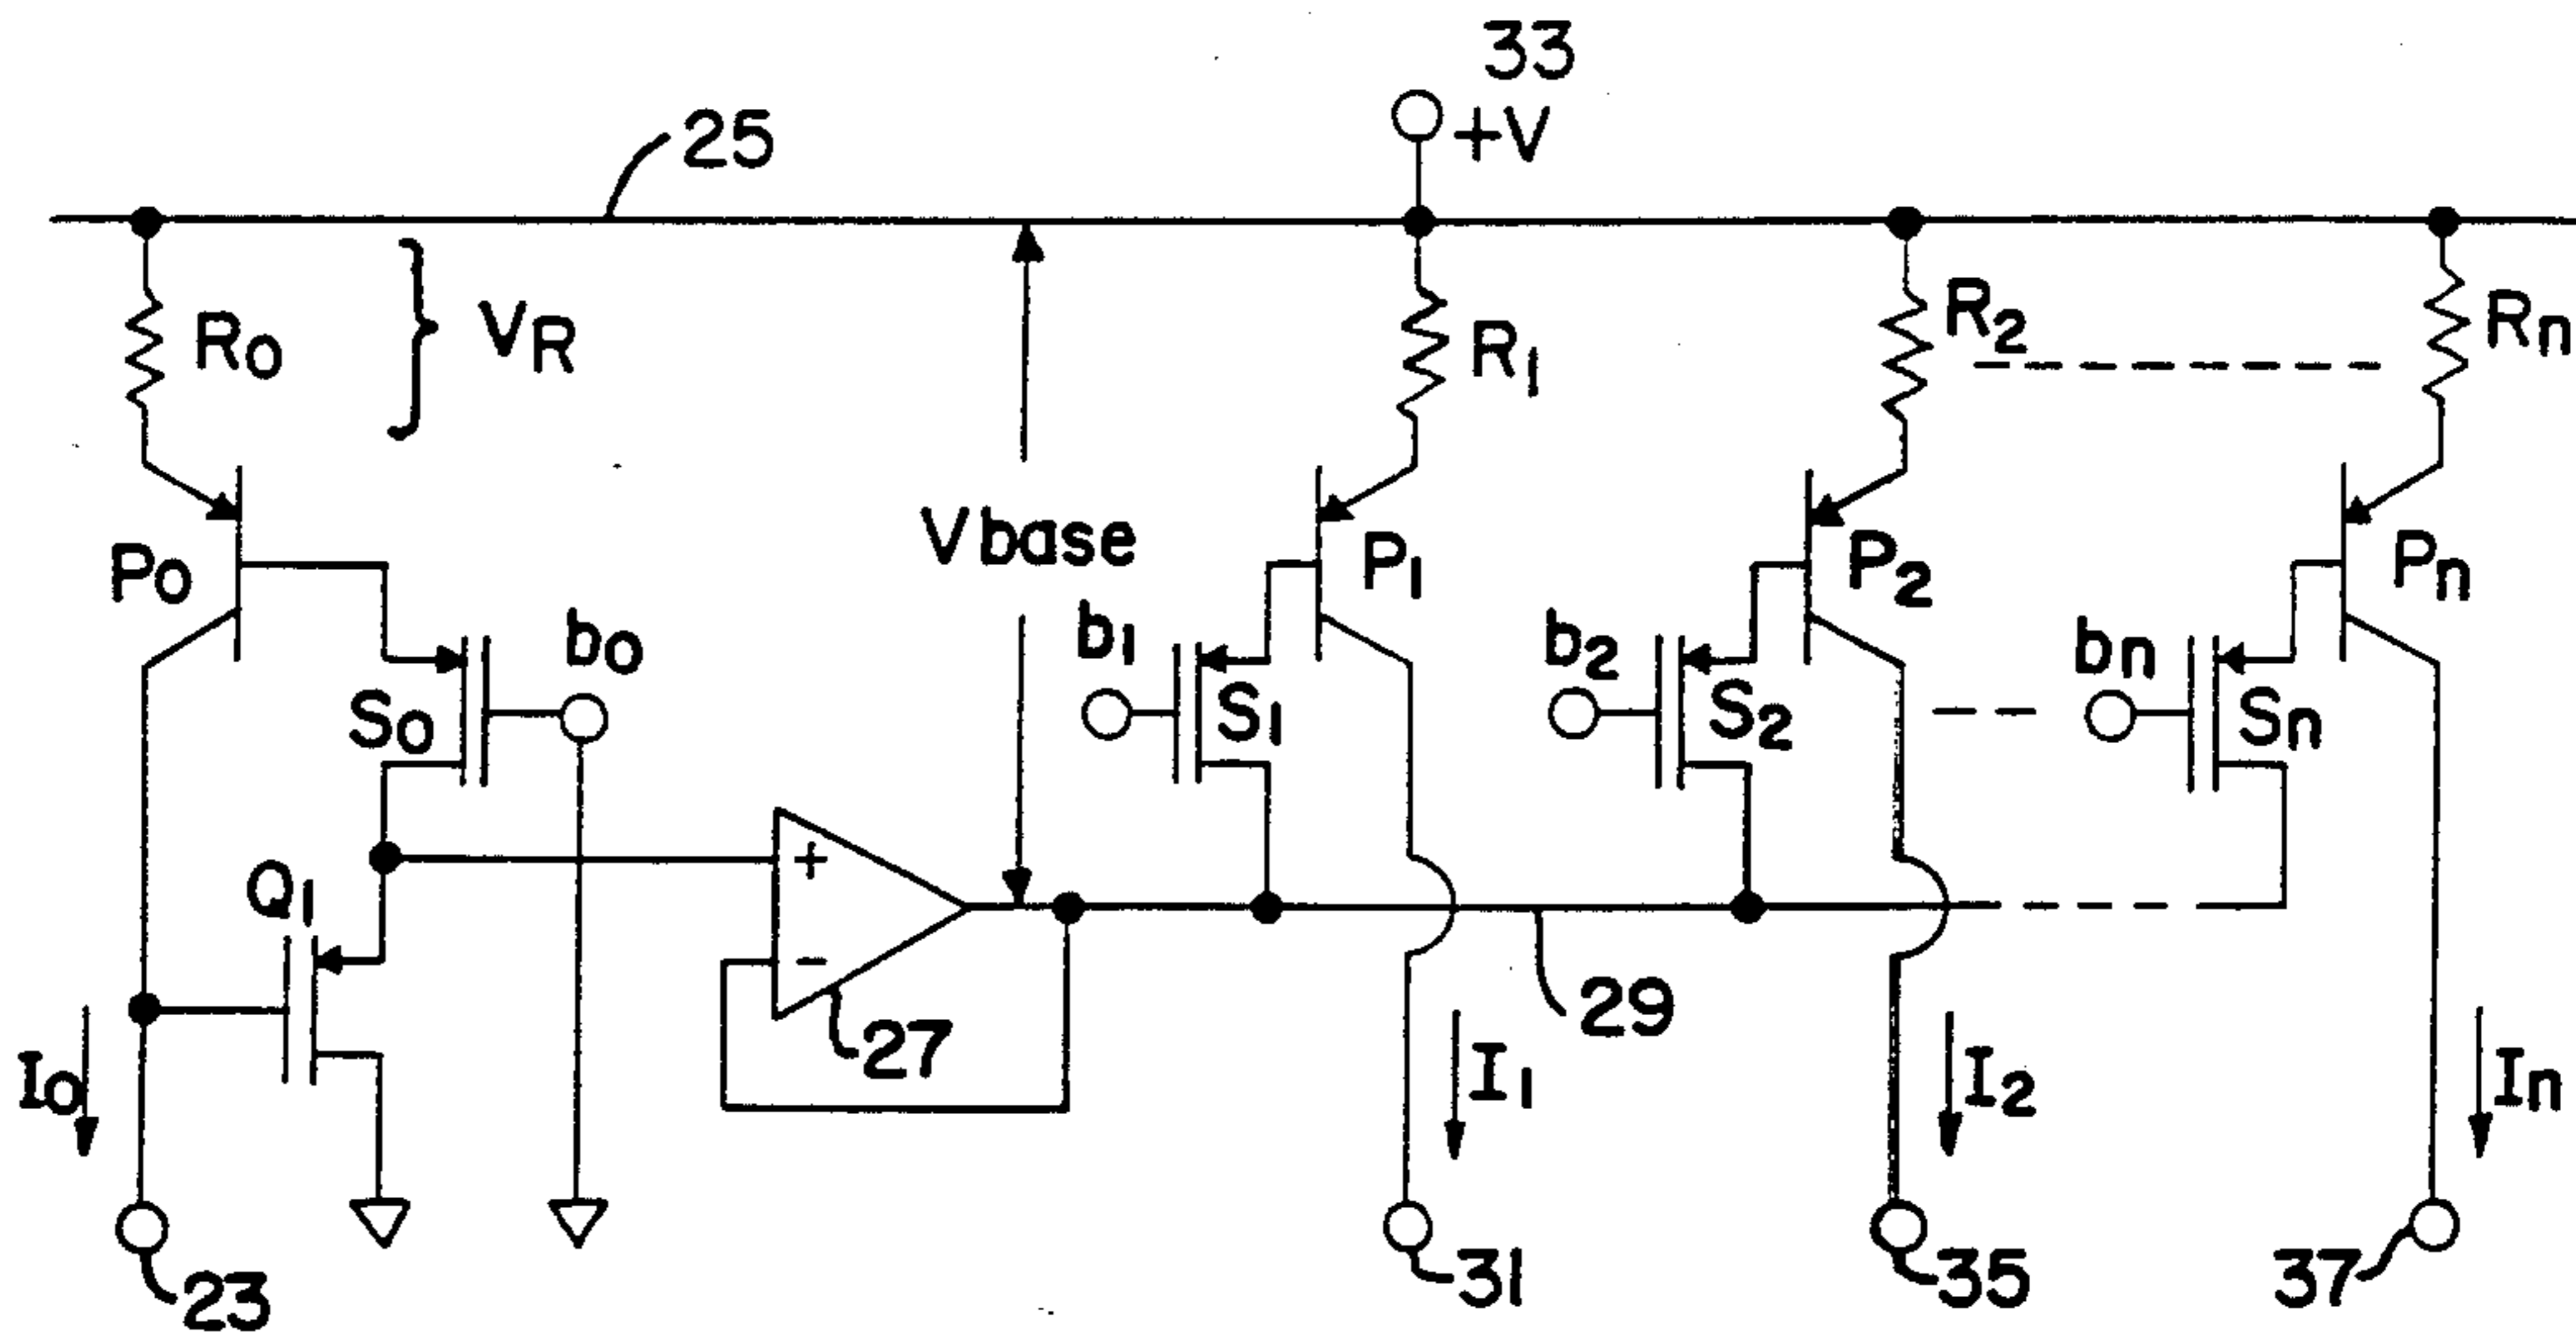 33
+V
25
R0
VR
R1
R2
Rn
P0
Vbase
P1
P2
Pn
b0
b1
b2
bn
S0
S1
S2
Sn
Q1
+
-
27
29
I0
I1
I2
In
23
31
35
37